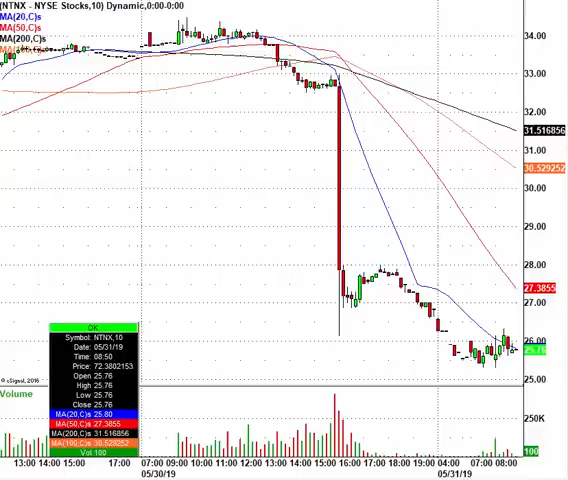 (NTNX - NYSE Stocks,10) Dynamic,0:00-0:00
MA(20,C)s
MA(50,C)s
MA(200,C)s
MA(100,C)s
34.00
33.00
32.00
31.516856
31.00
30.529252
30.00
29.00
28.00
27.3855
27.00
26.00
25.76
25.00
OK
Symbol: NTNX,10
Date: 05/31/19
Time: 08:50
Price: 72.3802153
Open 25.76
High 25.76
Low 25.76
Close 25.76
MA(20,C)s 25.80
MA(50,C)s 27.3855
MA(200,C)s 31.516856
MA(100,C)s 30.529252
Vol 100
© eSignal, 2016
Volume
250K
100
13:00 14:00 15:00 17:00 07:00 08:00 09:00 10:00 11:00 12:00 13:00 14:00 15:00 16:00 17:00 18:00 19:00 04:00 07:00 08:00
05/30/19 05/31/19